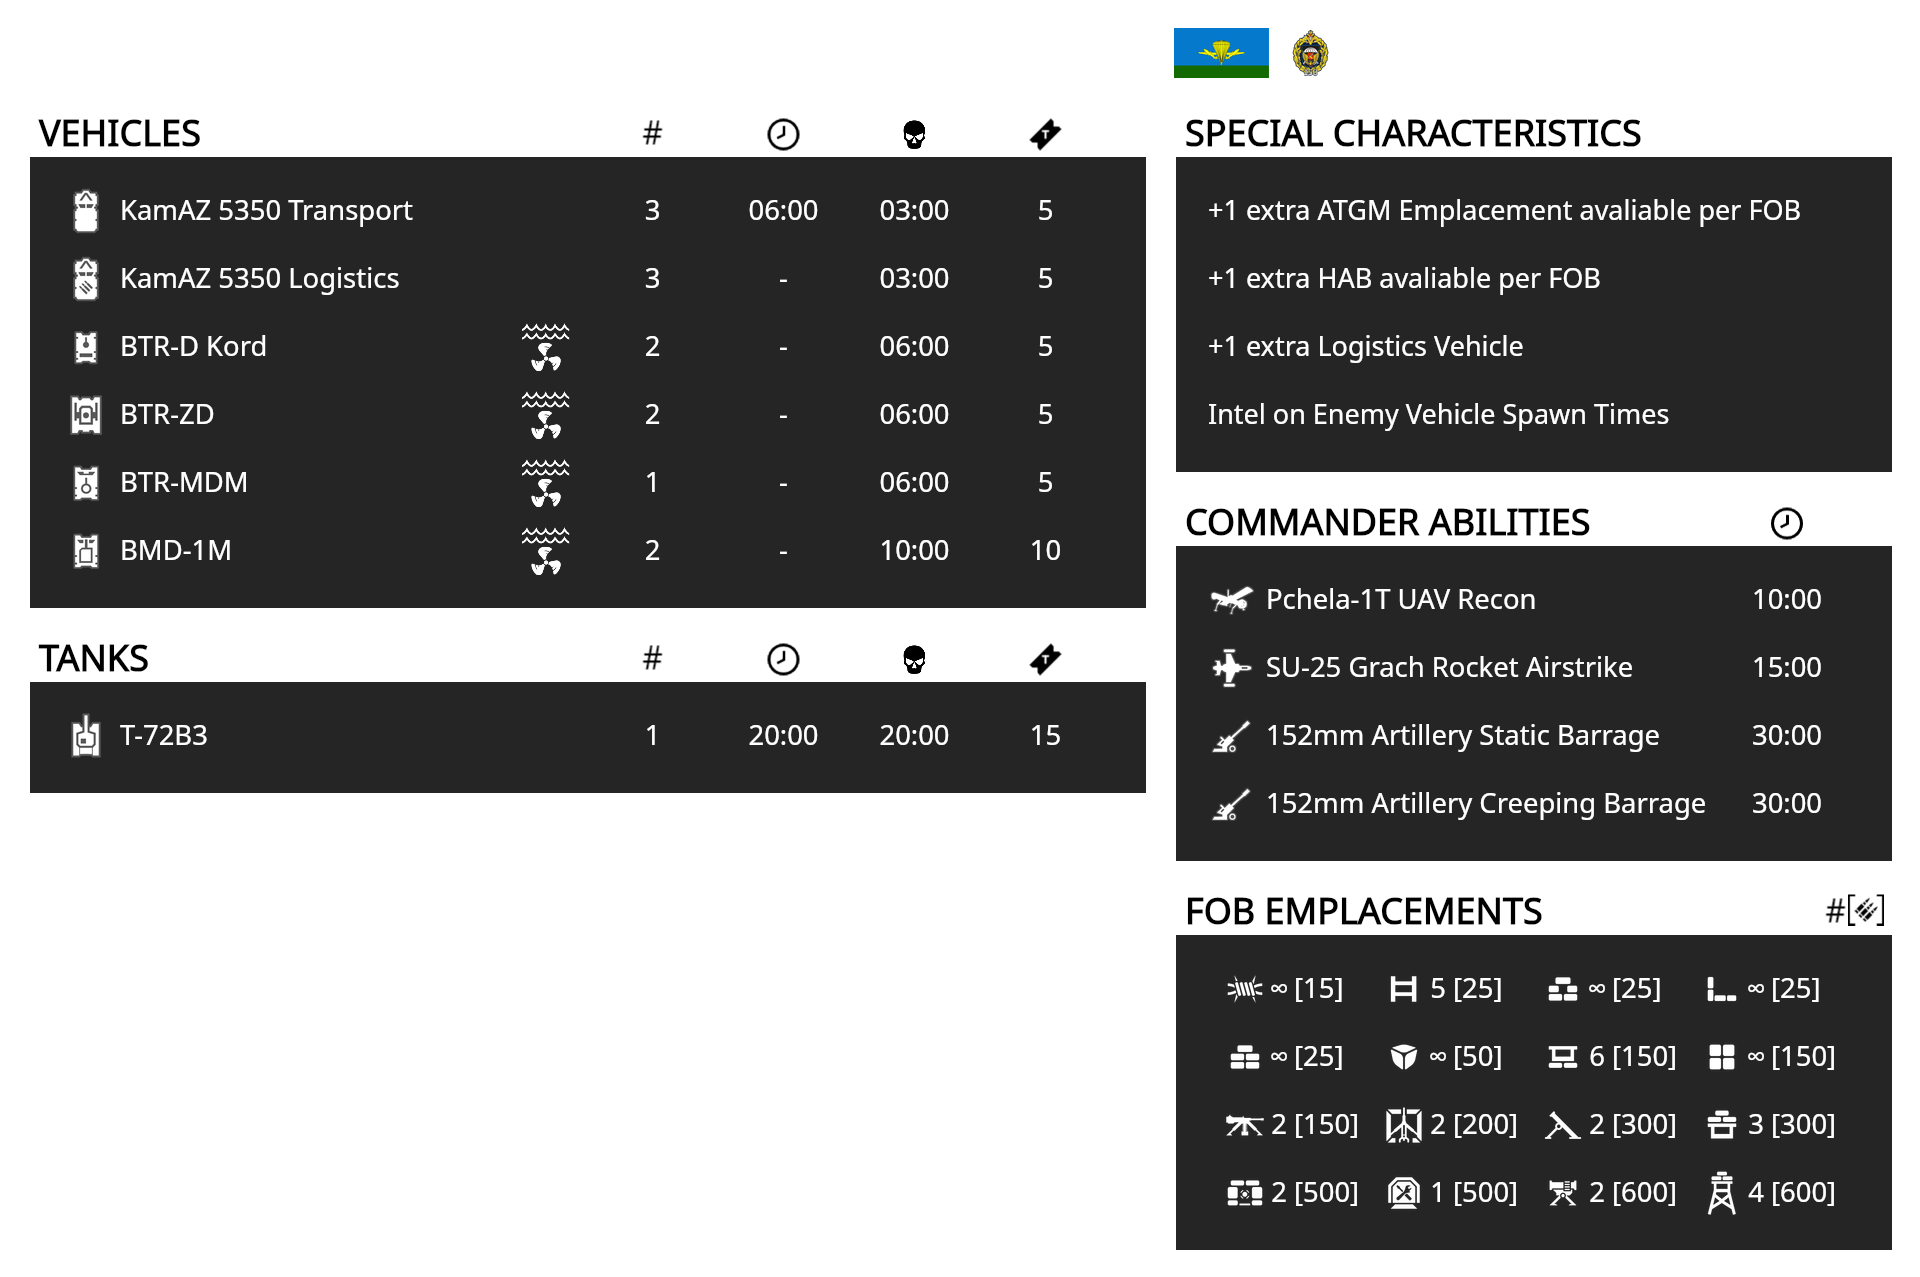 VEHICLES #
KamAZ 5350 Transport 3 06:00 03:00 5
KamAZ 5350 Logistics 3 - 03:00 5
BTR-D Kord 2 - 06:00 5
BTR-ZD 2 - 06:00 5
BTR-MDM 1 - 06:00 5
BMD-1M 2 - 10:00 10
TANKS #
T-72B3 1 20:00 20:00 15
SPECIAL CHARACTERISTICS
+1 extra ATGM Emplacement avaliable per FOB
+1 extra HAB avaliable per FOB
+1 extra Logistics Vehicle
Intel on Enemy Vehicle Spawn Times
COMMANDER ABILITIES
Pchela-1T UAV Recon 10:00
SU-25 Grach Rocket Airstrike 15:00
152mm Artillery Static Barrage 30:00
152mm Artillery Creeping Barrage 30:00
FOB EMPLACEMENTS #[ ]
∞ [15] 5 [25] ∞ [25] ∞ [25]
∞ [25] ∞ [50] 6 [150] ∞ [150]
2 [150] 2 [200] 2 [300] 3 [300]
2 [500] 1 [500] 2 [600] 4 [600]